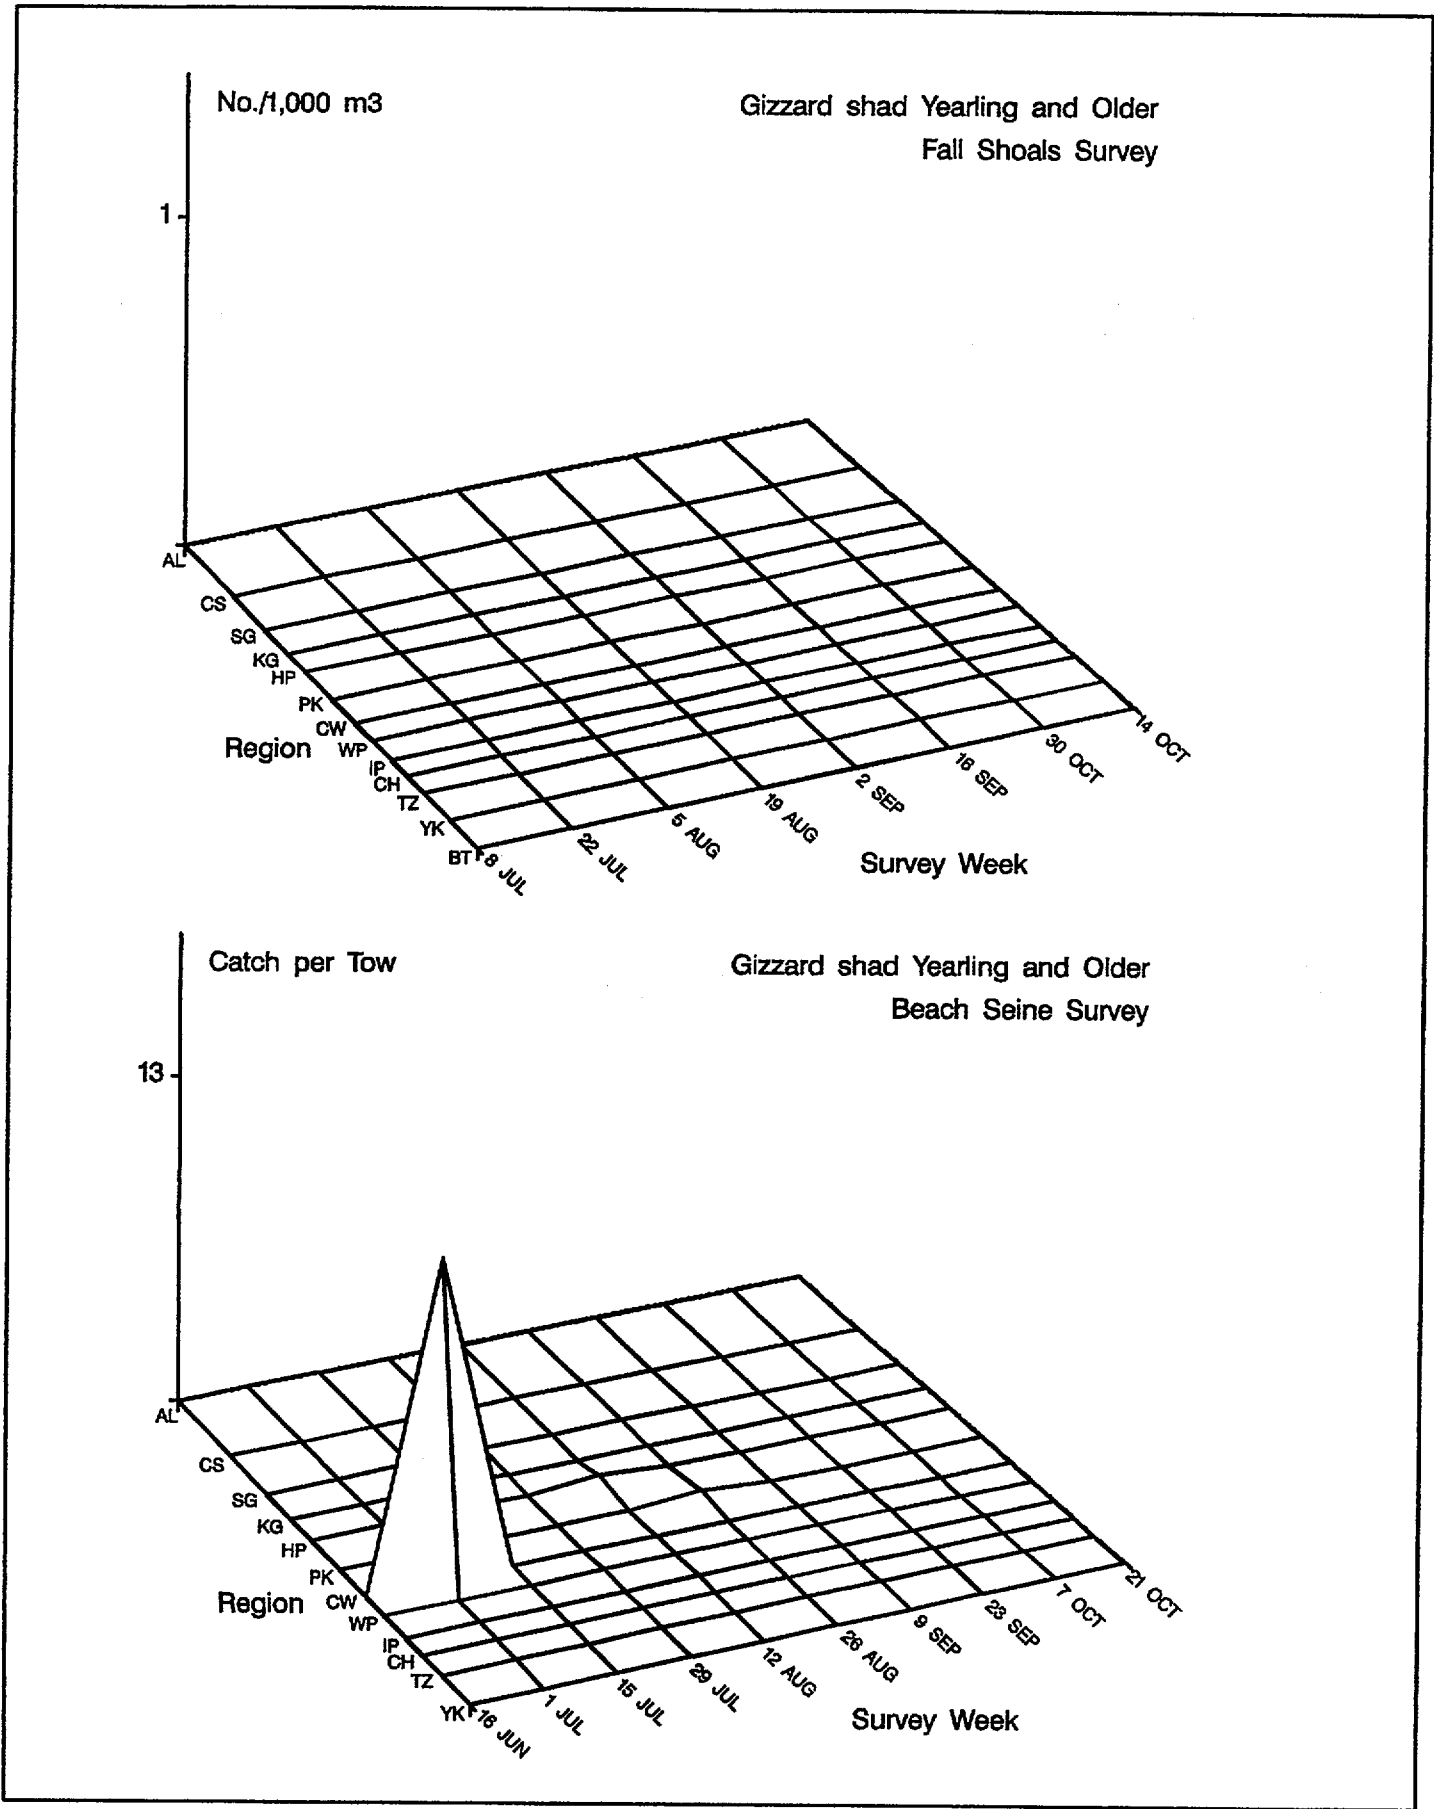 No./1,000 m3
Gizzard shad Yearling and Older
Fall Shoals Survey
1
AL
CS
SG
KG
HP
PK
CW
WP
IP
CH
TZ
YK
BT
Region
8 JUL
22 JUL
5 AUG
19 AUG
2 SEP
16 SEP
30 OCT
14 OCT
Survey Week
Catch per Tow
Gizzard shad Yearling and Older
Beach Seine Survey
13
AL
CS
SG
KG
HP
PK
CW
WP
IP
CH
TZ
YK
Region
16 JUN
1 JUL
15 JUL
29 JUL
12 AUG
26 AUG
9 SEP
23 SEP
7 OCT
21 OCT
Survey Week